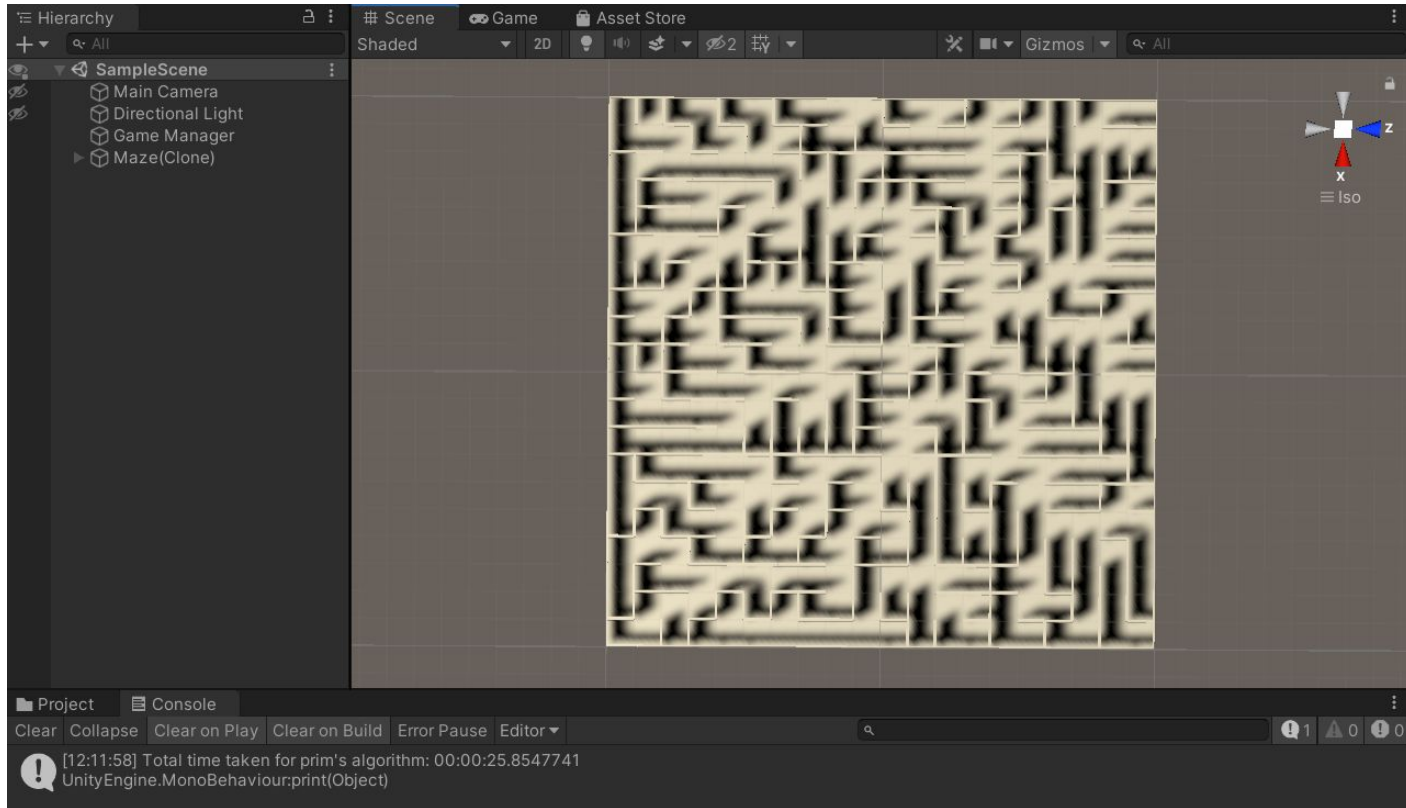 Hierarchy
All
SampleScene
Main Camera
Directional Light
Game Manager
Maze(Clone)
Scene Game Asset Store
Shaded 2D 2 Gizmos All
z
x
Iso
Project Console
Clear Collapse Clear on Play Clear on Build Error Pause Editor 1 0 0
[12:11:58] Total time taken for prim's algorithm: 00:00:25.8547741
UnityEngine.MonoBehaviour:print(Object)